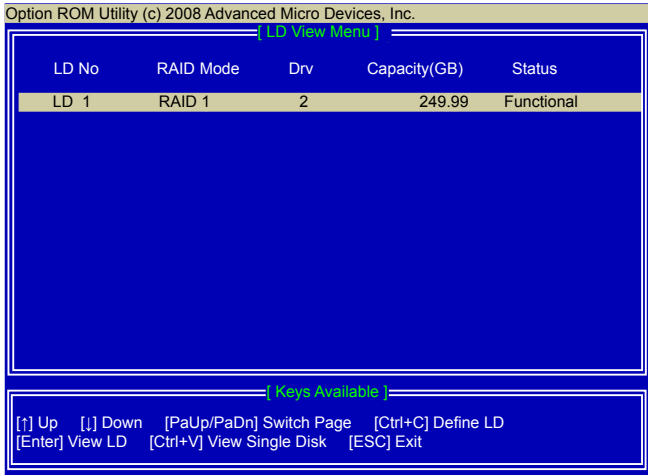 Option ROM Utility (c) 2008 Advanced Micro Devices, Inc.
[ LD View Menu ]
LD No RAID Mode Drv Capacity(GB) Status
LD 1 RAID 1 2 249.99 Functional
[ Keys Available ]
[↑] Up [↓] Down [PaUp/PaDn] Switch Page [Ctrl+C] Define LD
[Enter] View LD [Ctrl+V] View Single Disk [ESC] Exit